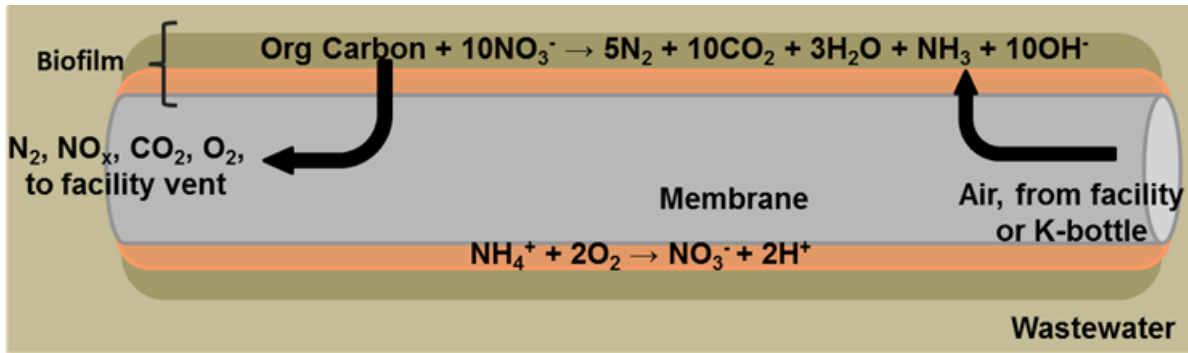 Org Carbon + 10NO₃⁻ → 5N₂ + 10CO₂ + 3H₂O + NH₃ + 10OH⁻
Biofilm
N₂, NOₓ, CO₂, O₂,
to facility vent
Membrane
Air, from facility
or K-bottle
NH₄⁺ + 2O₂ → NO₃⁻ + 2H⁺
Wastewater